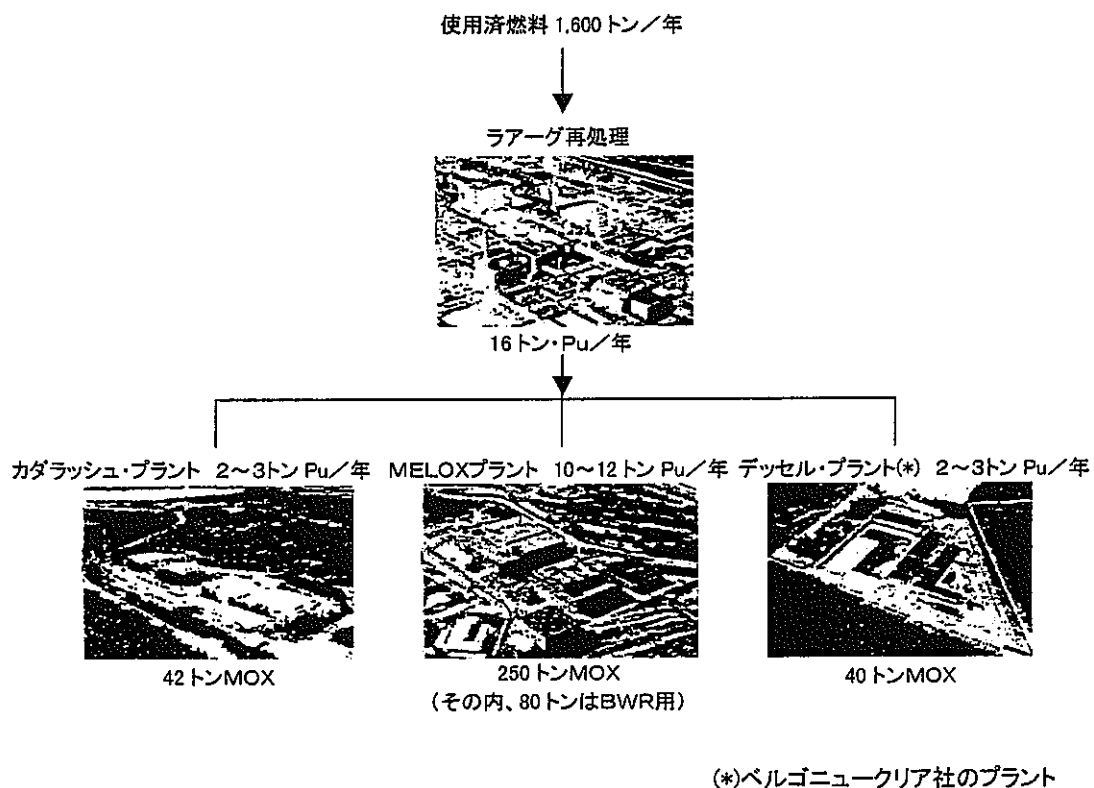 使用済燃料 1,600トン/年
ラアーグ再処理
16トン・Pu/年
カダラッシュ・プラント 2～3トン Pu/年
MELOXプラント 10～12トン Pu/年
デッセル・プラント(*) 2～3トン Pu/年
42トンMOX
250トンMOX
(その内、80トンはBWR用)
40トンMOX
(*)ベルゴニュークリア社のプラント